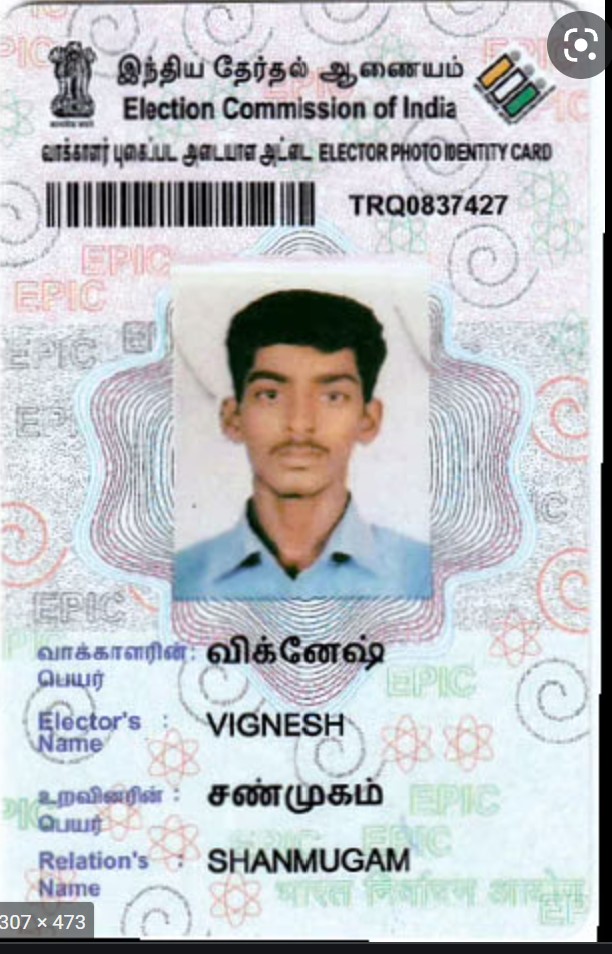 இந்திய தேர்தல் ஆணையம்
Election Commission of India
வாக்காளர் புகைப்பட அடையாள அட்டை ELECTOR PHOTO IDENTITY CARD
TRQ0837427
EPIC
EPIC
EPIC
EPIC
வாக்காளரின் பெயர் : விக்னேஷ்
EPIC
Elector's Name : VIGNESH
உறவினரின் பெயர் : சண்முகம்
EPIC
EPIC
Relation's Name : SHANMUGAM
भारत निर्वाचन आयोग
307 × 473